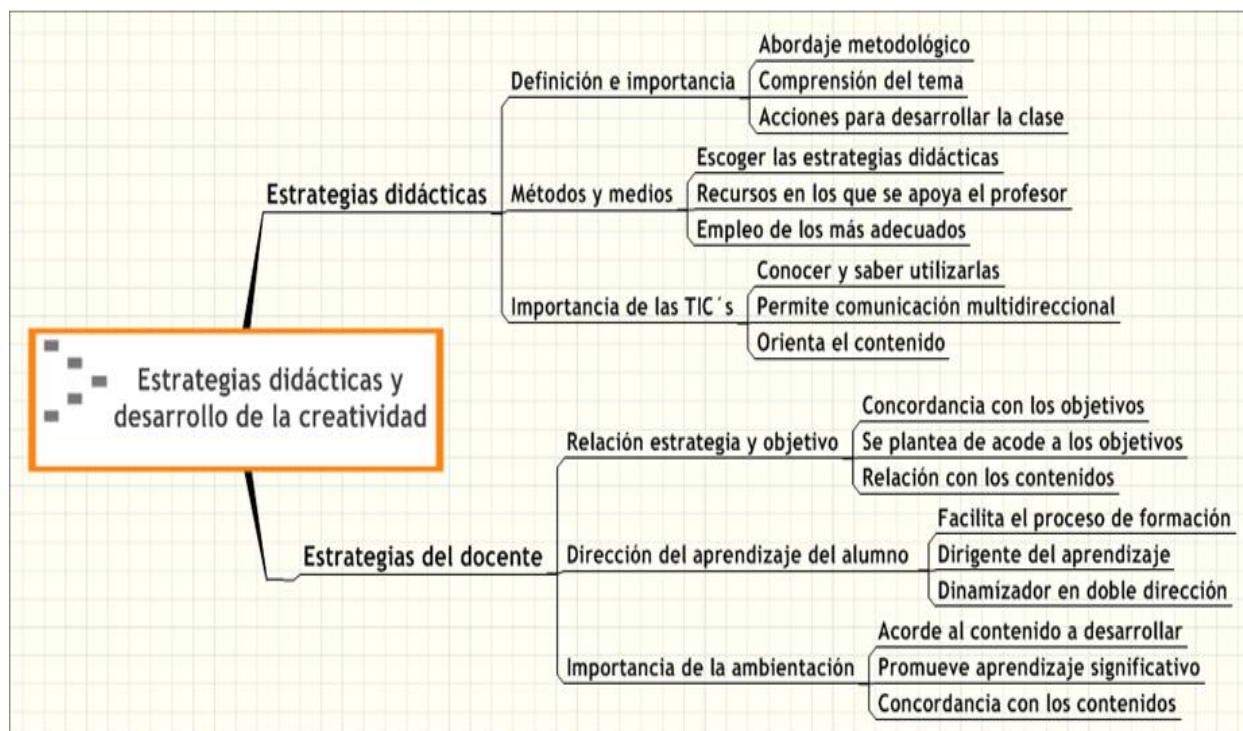 Estrategias didácticas y
desarrollo de la creatividad
Estrategias didácticas
Definición e importancia
Abordaje metodológico
Comprensión del tema
Acciones para desarrollar la clase
Métodos y medios
Escoger las estrategias didácticas
Recursos en los que se apoya el profesor
Empleo de los más adecuados
Importancia de las TIC´s
Conocer y saber utilizarlas
Permite comunicación multidireccional
Orienta el contenido
Estrategias del docente
Relación estrategia y objetivo
Concordancia con los objetivos
Se plantea de acode a los objetivos
Relación con los contenidos
Dirección del aprendizaje del alumno
Facilita el proceso de formación
Dirigente del aprendizaje
Dinamizador en doble dirección
Importancia de la ambientación
Acorde al contenido a desarrollar
Promueve aprendizaje significativo
Concordancia con los contenidos